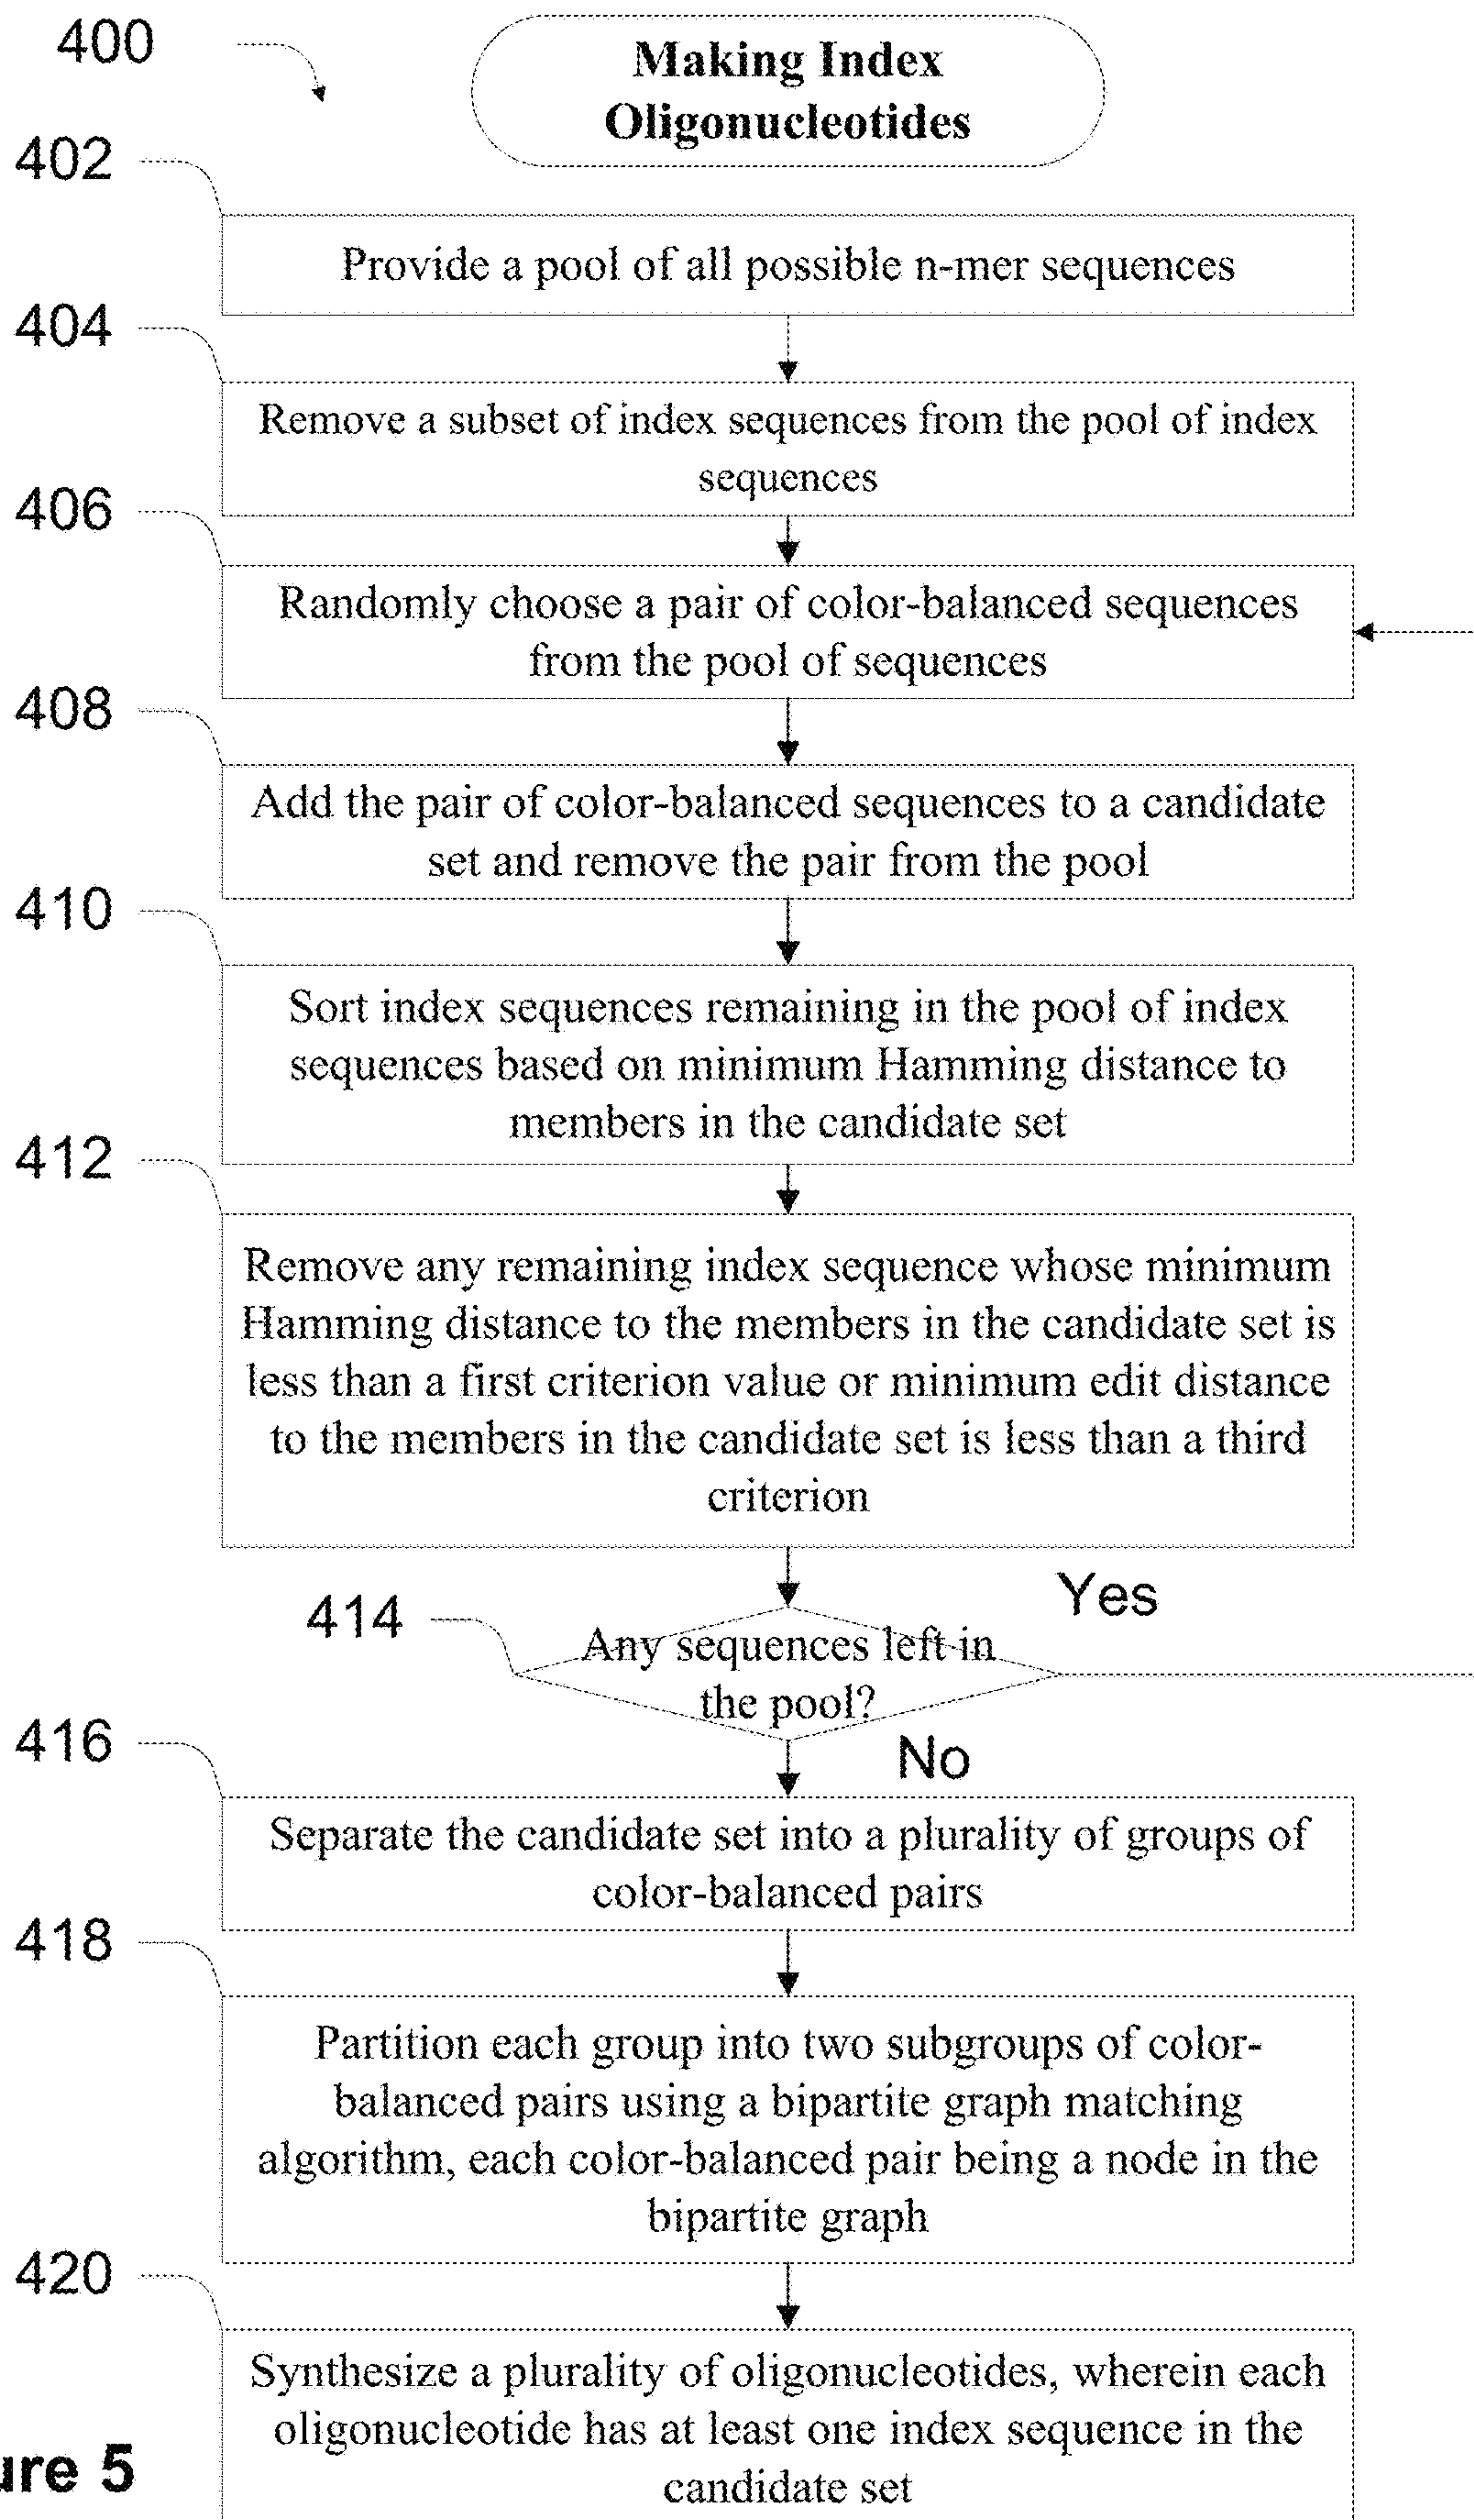 400
Making Index
Oligonucleotides
402
Provide a pool of all possible n-mer sequences
404
Remove a subset of index sequences from the pool of index
sequences
406
Randomly choose a pair of color-balanced sequences
from the pool of sequences
408
Add the pair of color-balanced sequences to a candidate
set and remove the pair from the pool
410
Sort index sequences remaining in the pool of index
sequences based on minimum Hamming distance to
members in the candidate set
412
Remove any remaining index sequence whose minimum
Hamming distance to the members in the candidate set is
less than a first criterion value or minimum edit distance
to the members in the candidate set is less than a third
criterion
414
Yes
Any sequences left in
the pool?
No
416
Separate the candidate set into a plurality of groups of
color-balanced pairs
418
Partition each group into two subgroups of color-
balanced pairs using a bipartite graph matching
algorithm, each color-balanced pair being a node in the
bipartite graph
420
Synthesize a plurality of oligonucleotides, wherein each
oligonucleotide has at least one index sequence in the
candidate set
ure 5